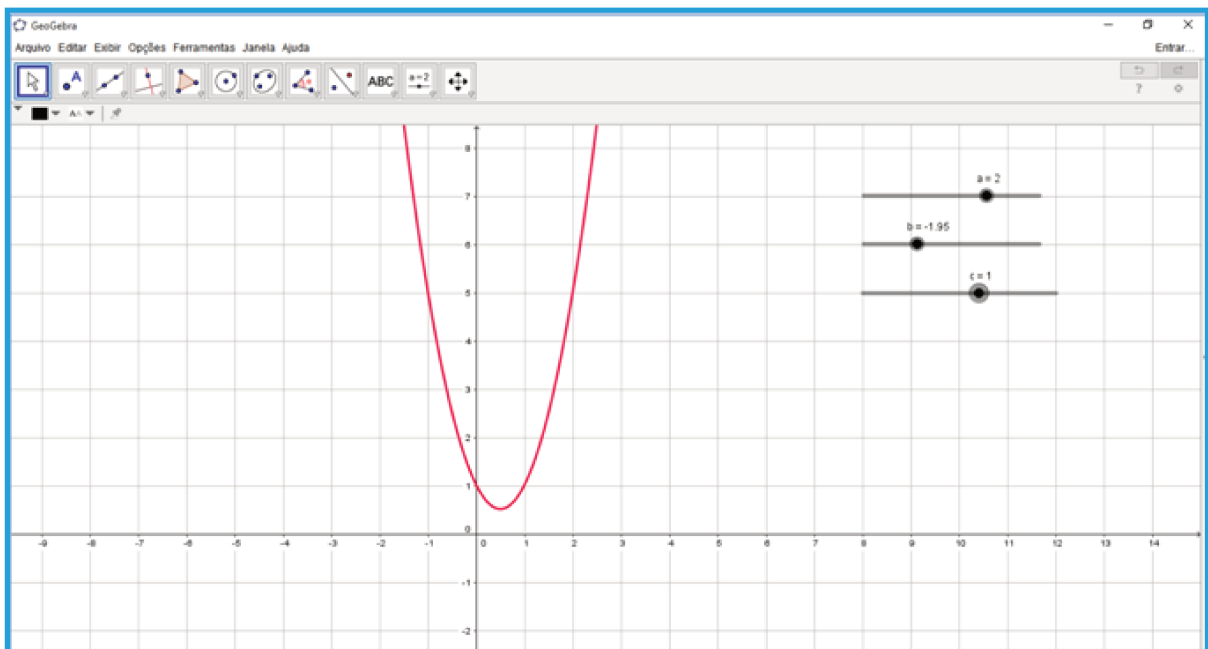 GeoGebra
Arquivo Editar Exibir Opções Ferramentas Janela Ajuda
Entrar...
A ABC a=2
?
AA
8
a = 2
7
b = -1.95
6
c = 1
5
4
3
2
1
0
-9 -8 -7 -6 -5 -4 -3 -2 -1 0 1 2 3 4 5 6 7 8 9 10 11 12 13 14
-1
-2